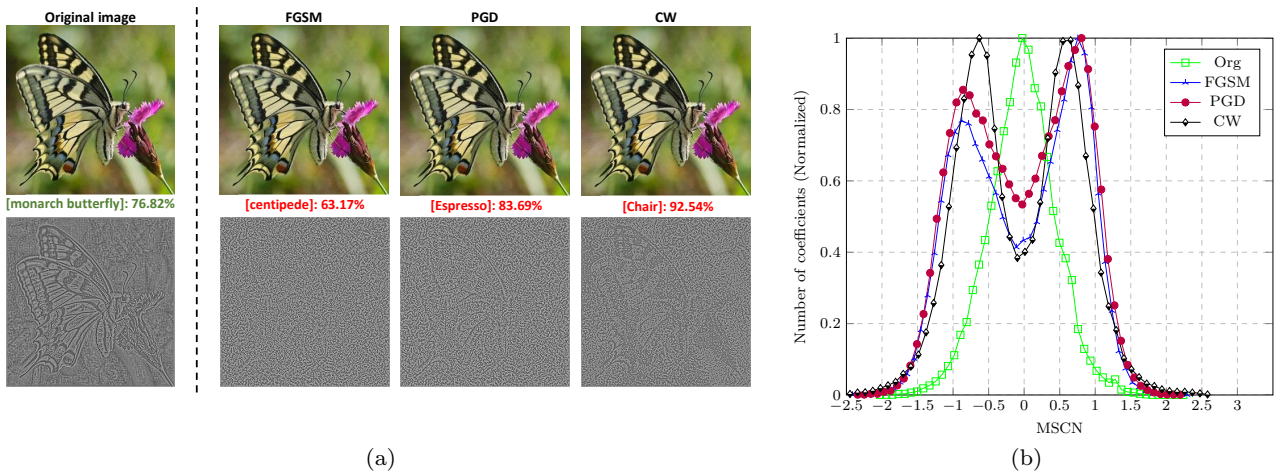 Original image
FGSM
PGD
CW
[monarch butterfly]: 76.82%
[centipede]: 63.17%
[Espresso]: 83.69%
[Chair]: 92.54%
(a)
Number of coefficients (Normalized)
1
0.8
0.6
0.4
0.2
0
−2.5 −2 −1.5 −1 −0.5 0 0.5 1 1.5 2 2.5 3
MSCN
Org
FGSM
PGD
CW
(b)